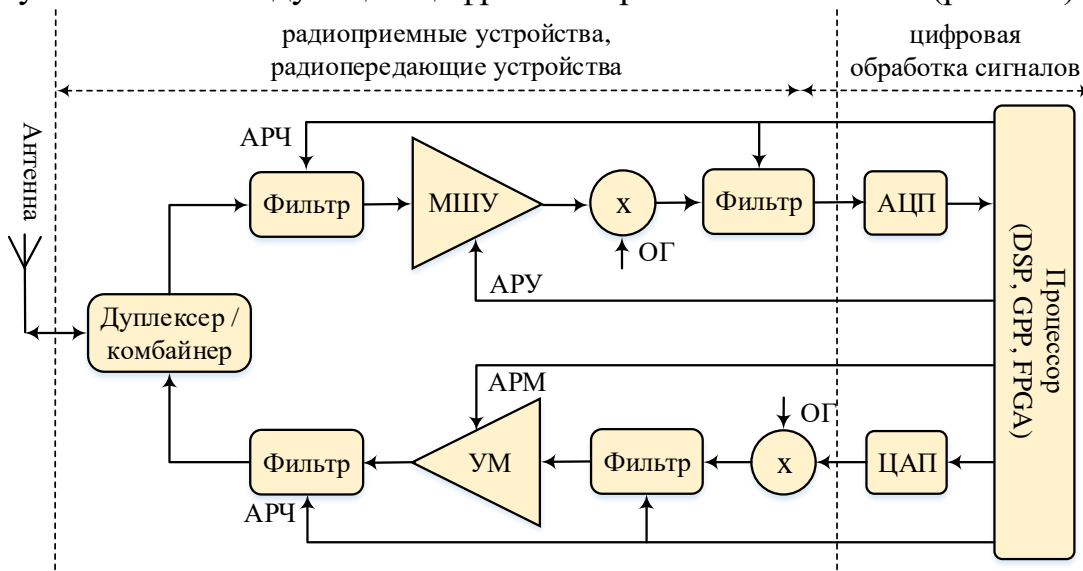 радиоприемные устройства,
радиопередающие устройства
цифровая
обработка сигналов
Антенна
АРЧ
Фильтр
МШУ
x
ОГ
Фильтр
АЦП
АРУ
Дуплексер /
комбайнер
Процессор
(DSP, GPP, FPGA)
АРМ
ОГ
Фильтр
УМ
Фильтр
x
ЦАП
АРЧ